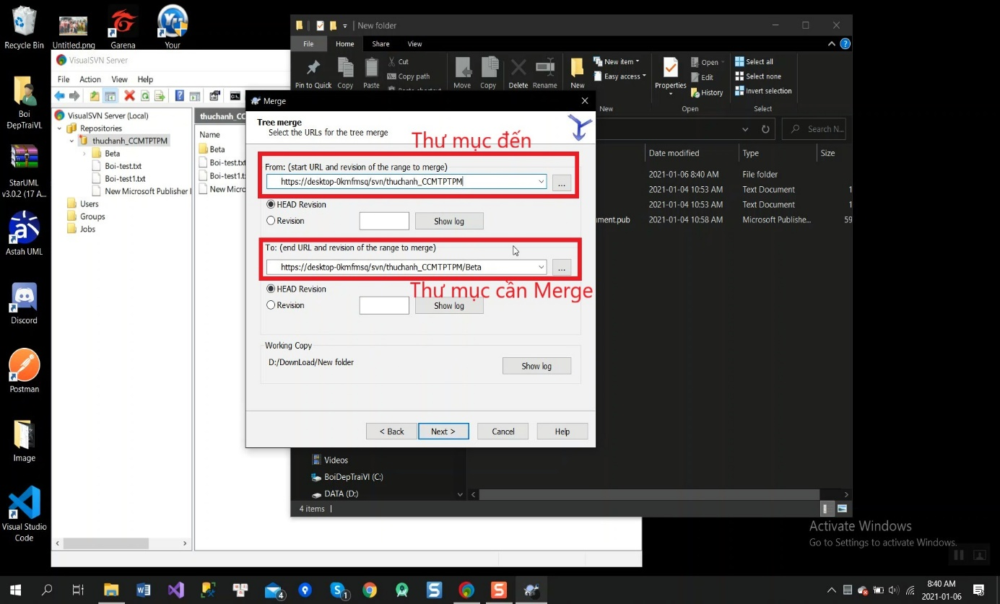 Recycle Bin
Untitled.png
Garena
Your
Boi
ĐẹpTraiVL
StarUML
v3.0.2 (17 A...
Astah UML
Discord
Postman
Image
Visual Studio
Code
VisualSVN Server
File Action View Help
VisualSVN Server (Local)
Repositories
thuchanh_CCMTPTPM
Beta
Boi-test.txt
Boi-test1.txt
New Microsoft Publisher
Users
Groups
Jobs
thuchanh_CC
Name
Beta
Boi-test.txt
Boi-test1.t
New Micro
New folder
File Home Share View
Pin to Quick
Copy
Paste
Cut
Copy path
Paste shortcut
Move
Copy
Delete
Rename
New
New item
Easy access
New
Properties
Open
Edit
History
Open
Select all
Select none
Invert selection
Select
Search N...
Date modified Type Size
2021-01-06 8:40 AM File folder
2021-01-04 10:53 AM Text Document 1
2021-01-04 10:53 AM Text Document 1
ment.pub 2021-01-04 10:58 AM Microsoft Publishe... 59
Merge
Tree merge
Select the URLs for the tree merge
Thư mục đến
From: (start URL and revision of the range to merge)
https://desktop-0kmfmsq/svn/thuchanh_CCMTPTPM
...
HEAD Revision
Revision
Show log
To: (end URL and revision of the range to merge)
https://desktop-0kmfmsq/svn/thuchanh_CCMTPTPM/Beta
...
Thư mục cần Merge
HEAD Revision
Revision
Show log
Working Copy
D:/DownLoad/New folder
Show log
< Back
Next >
Cancel
Help
Videos
BoiDepTraiVl (C:)
DATA (D:)
4 items
Activate Windows
Go to Settings to activate Windows.
4
1
8:40 AM
2021-01-06